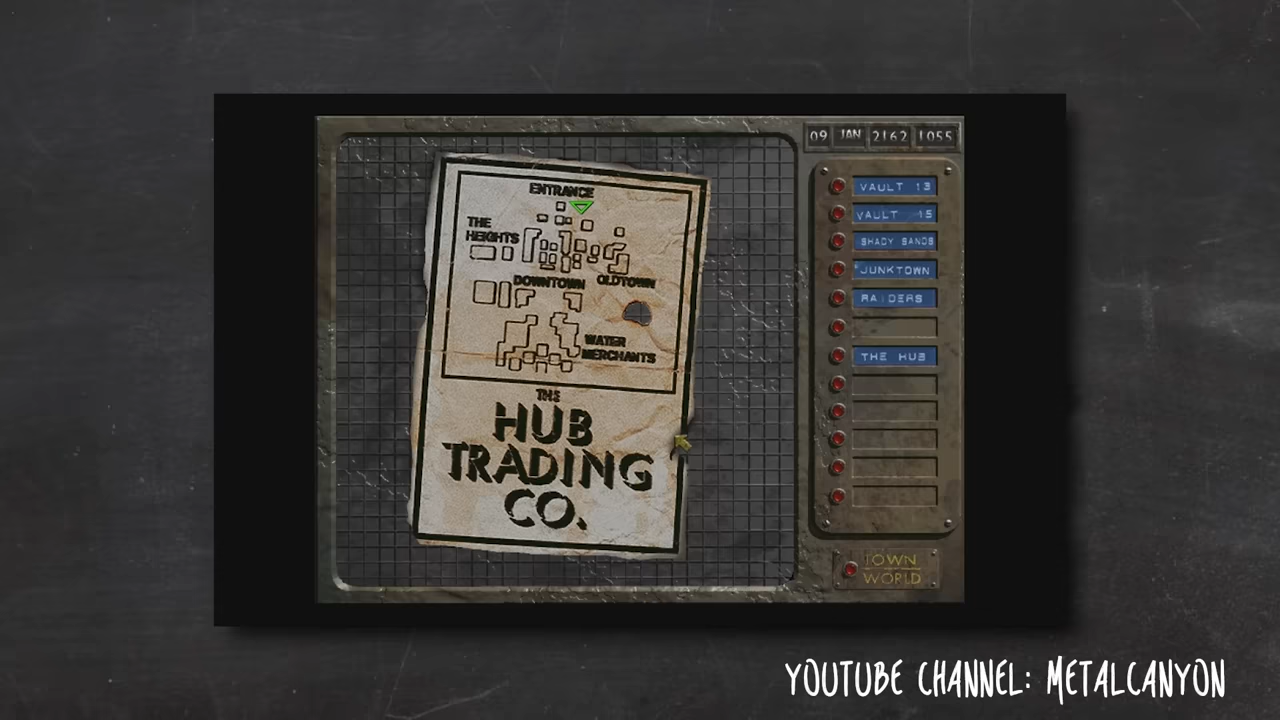 09 JAN 2162 1055
ENTRANCE
THE
HEIGHTS
DOWNTOWN
OLDTOWN
WATER
MERCHANTS
THE
HUB
TRADING
CO.
VAULT 13
VAULT 15
SHADY SANDS
JUNKTOWN
RAIDERS
THE HUB
TOWN
WORLD
YOUTUBE CHANNEL: METALCANYON